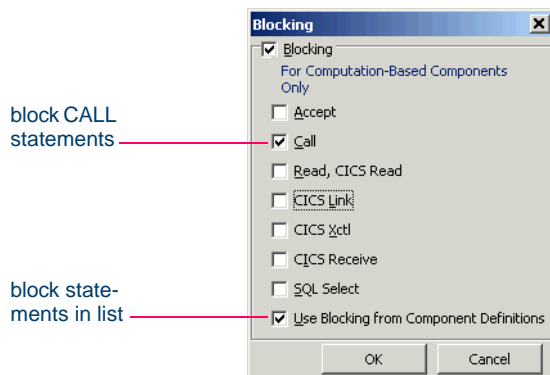 Blocking
Blocking
For Computation-Based Components
Only
Accept
block CALL
statements
Call
Read, CICS Read
CICS Link
CICS Xctl
CICS Receive
SQL Select
block state-
ments in list
Use Blocking from Component Definitions
OK
Cancel